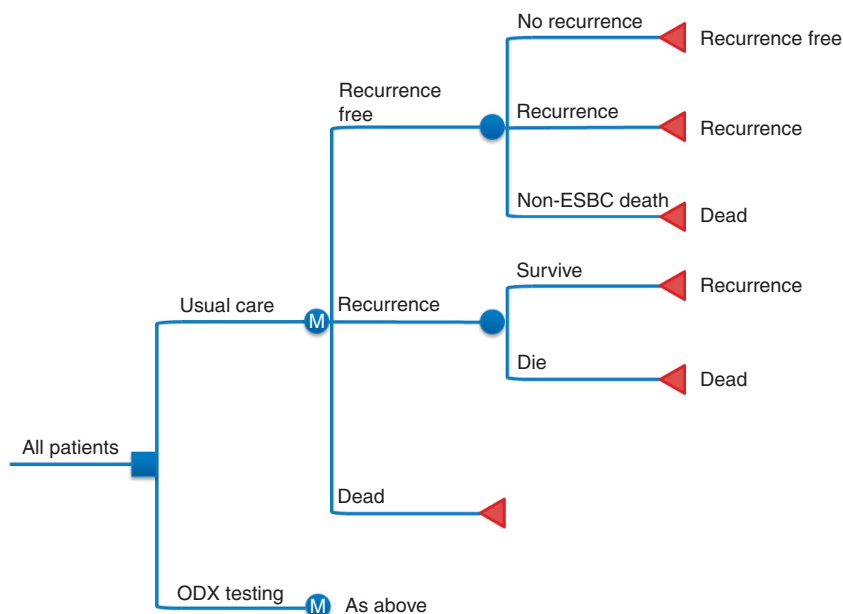 No recurrence
Recurrence free
Recurrence
free
Recurrence
Recurrence
Non-ESBC death
Dead
Survive
Recurrence
Usual care
M
Recurrence
Die
Dead
All patients
Dead
ODX testing
M
As above